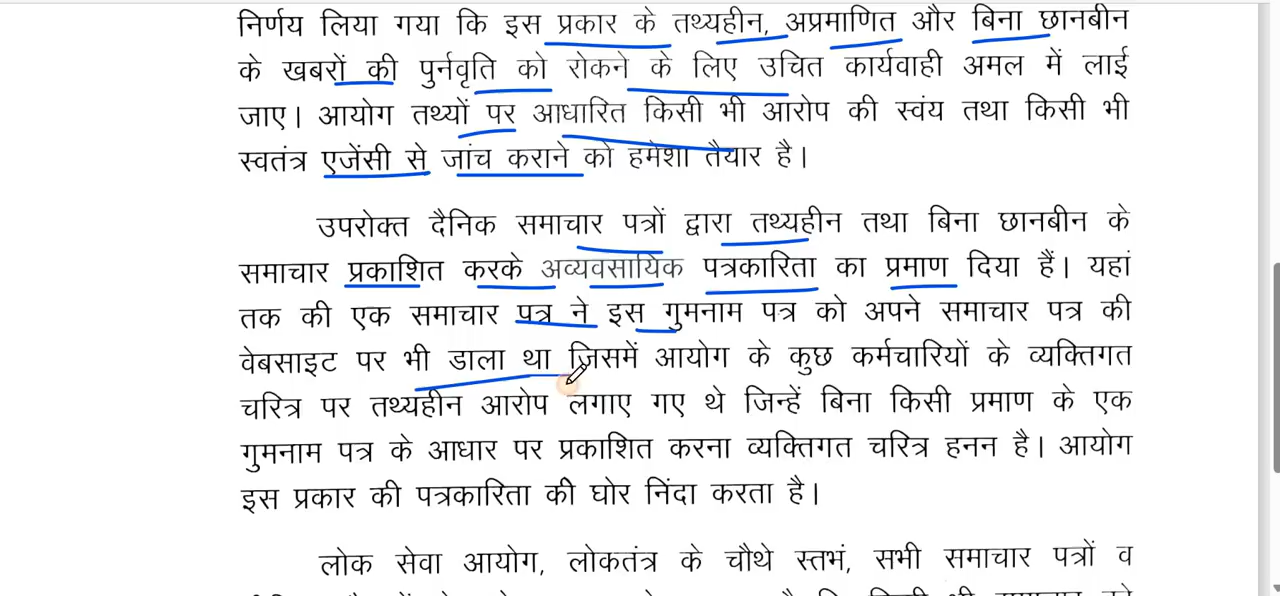 निर्णय लिया गया कि इस प्रकार के तथ्यहीन, अप्रमाणित और बिना छानबीन
के खबरों की पुर्नवृति को रोकने के लिए उचित कार्यवाही अमल में लाई
जाए। आयोग तथ्यों पर आधारित किसी भी आरोप की स्वंय तथा किसी भी
स्वतंत्र एजेंसी से जांच कराने को हमेशा तैयार है।
उपरोक्त दैनिक समाचार पत्रों द्वारा तथ्यहीन तथा बिना छानबीन के
समाचार प्रकाशित करके अव्यवसायिक पत्रकारिता का प्रमाण दिया हैं। यहां
तक की एक समाचार पत्र ने इस गुमनाम पत्र को अपने समाचार पत्र की
वेबसाइट पर भी डाला था जिसमें आयोग के कुछ कर्मचारियों के व्यक्तिगत
चरित्र पर तथ्यहीन आरोप लगाए गए थे जिन्हें बिना किसी प्रमाण के एक
गुमनाम पत्र के आधार पर प्रकाशित करना व्यक्तिगत चरित्र हनन है। आयोग
इस प्रकार की पत्रकारिता की घोर निंदा करता है।
लोक सेवा आयोग, लोकतंत्र के चौथे स्तभं, सभी समाचार पत्रों व